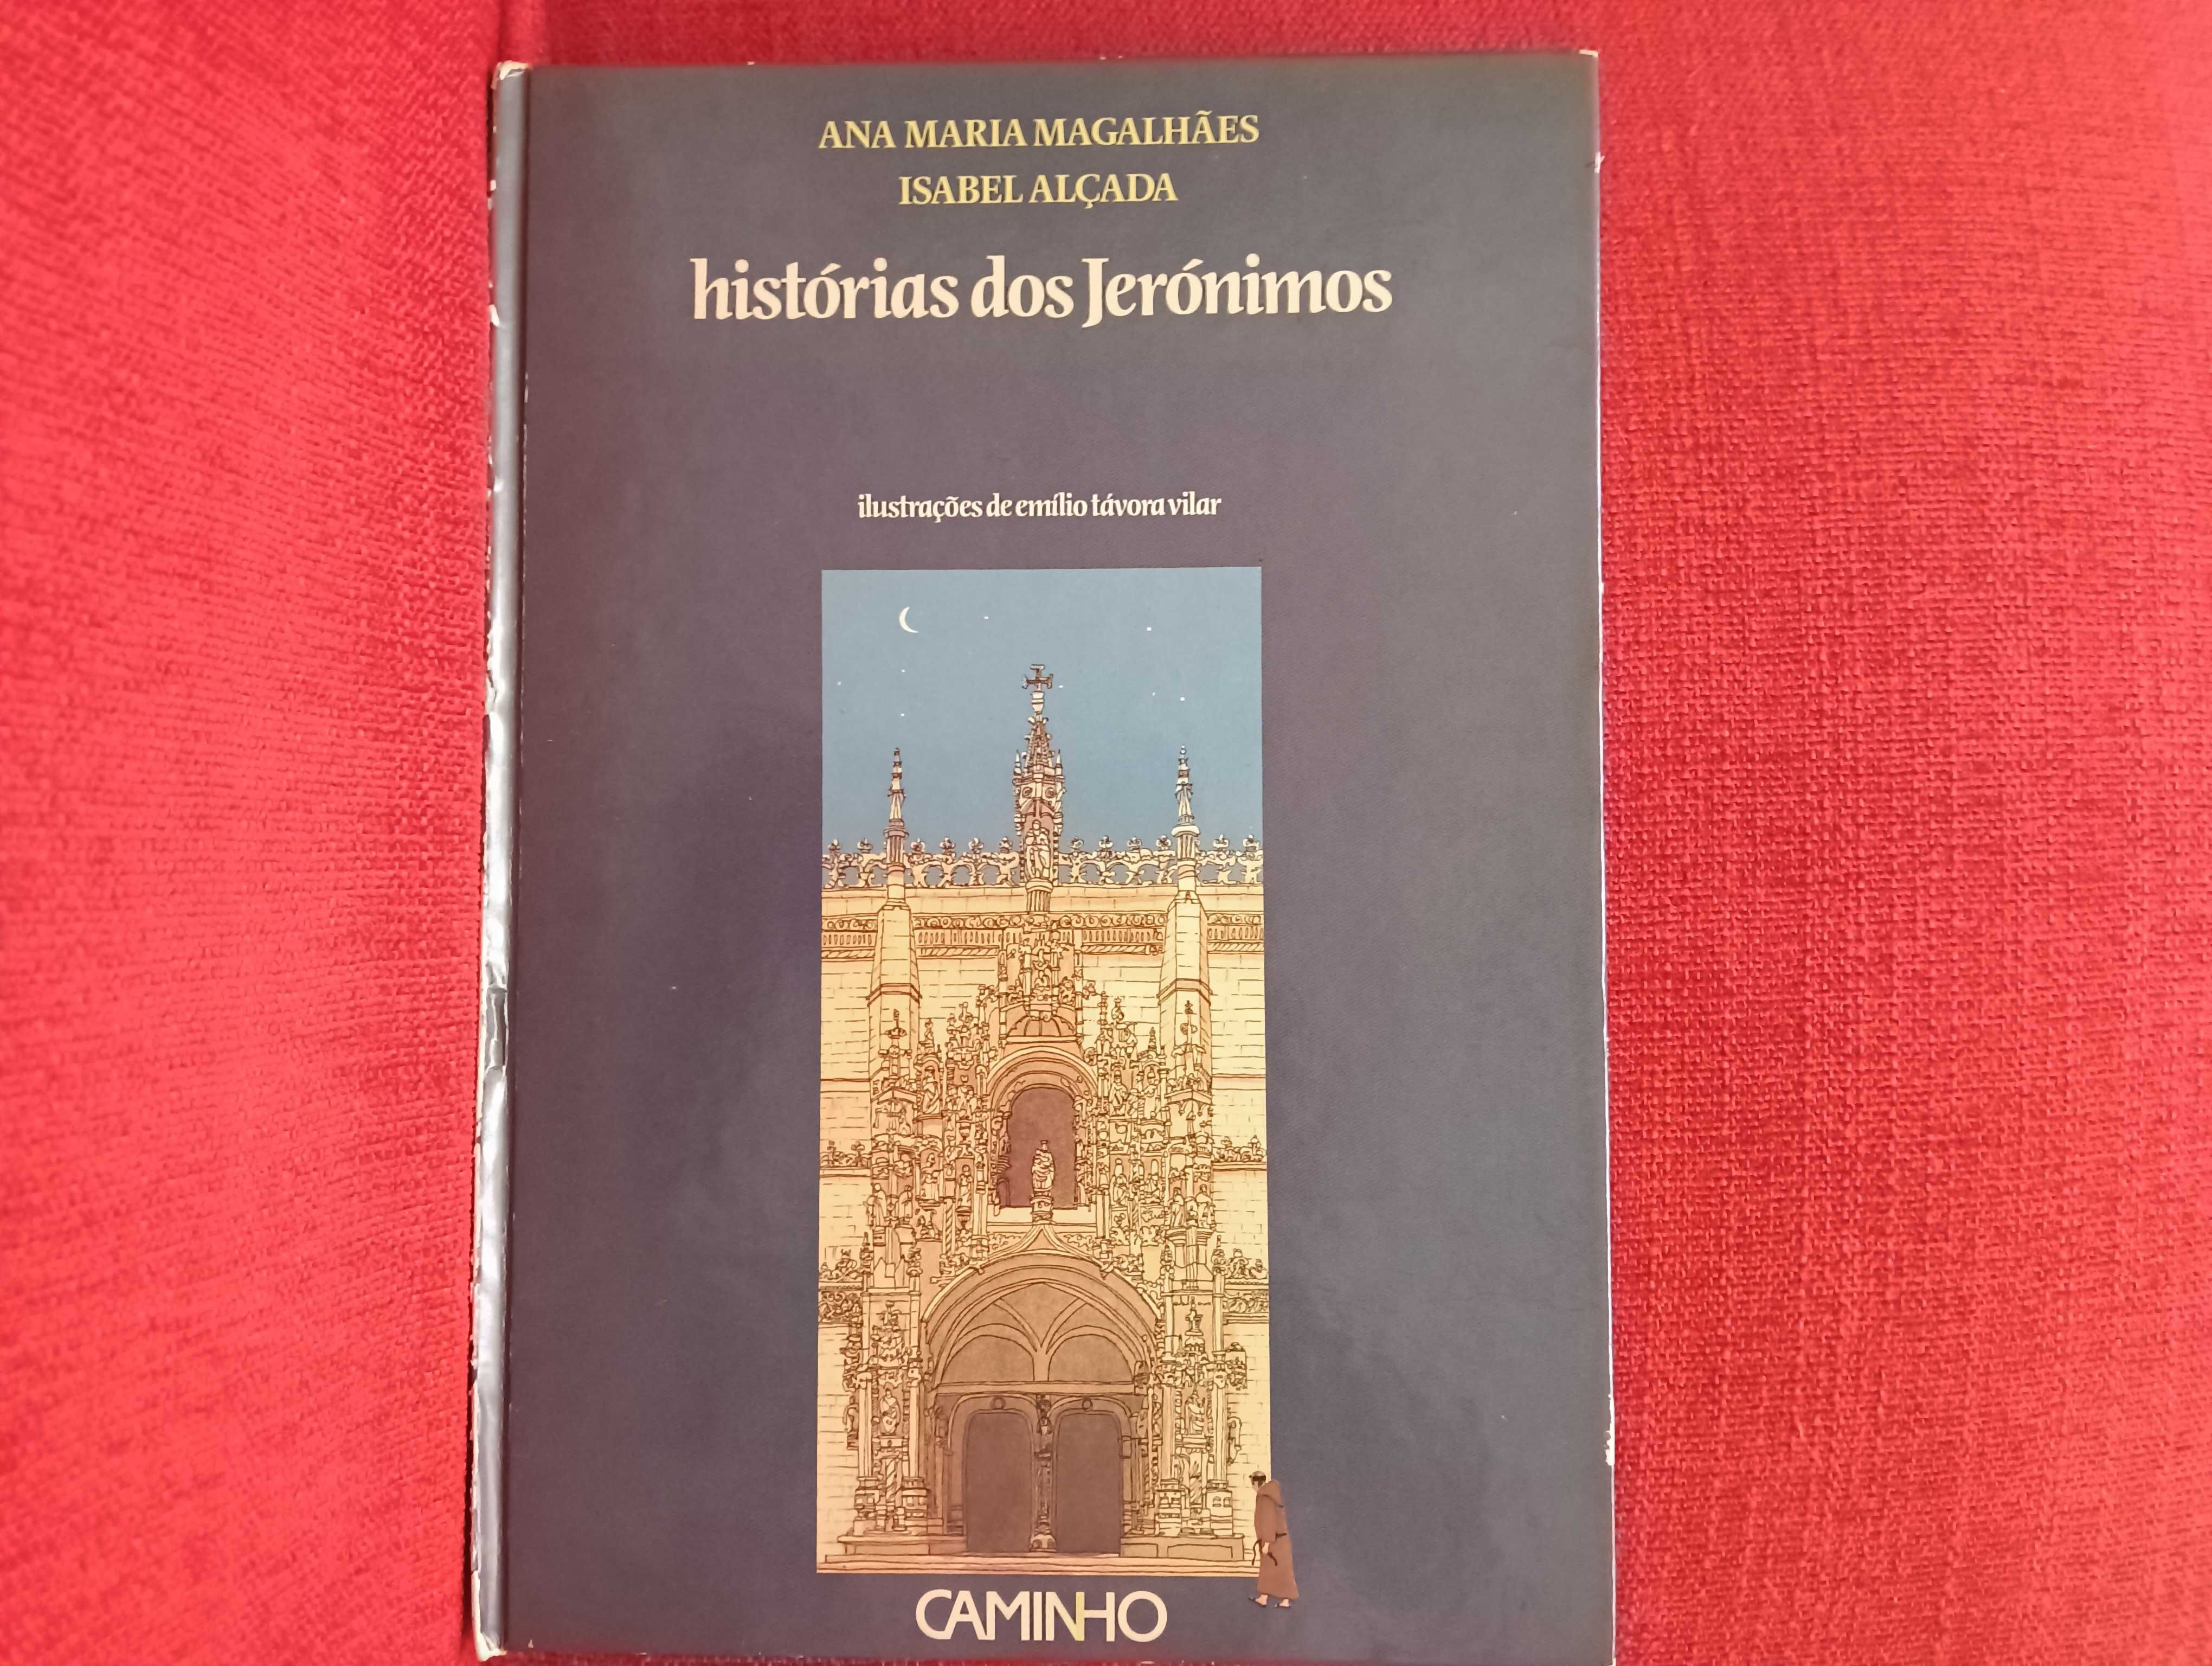 ANA MARIA MAGALHÃES
ISABEL ALÇADA
histórias dos Jerónimos
ilustrações de emílio távora vilar
CAMINHO